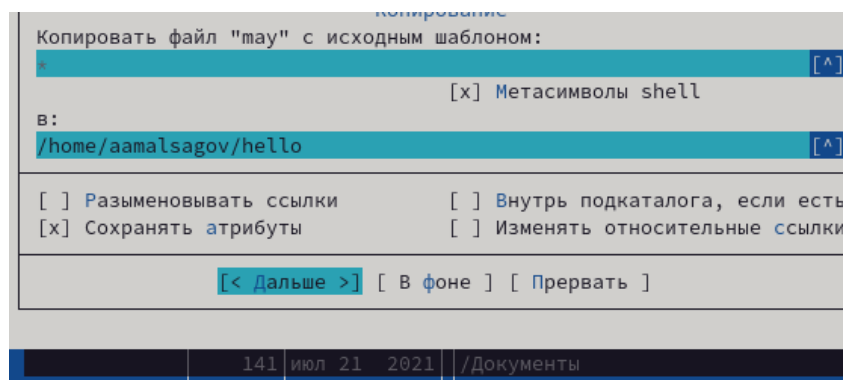 Копирование
Копировать файл "may" с исходным шаблоном:
*
[^]
[x] Метасимволы shell
в:
/home/aamalsagov/hello [^]
[ ] Разыменовывать ссылки [ ] Внутрь подкаталога, если есть
[x] Сохранять атрибуты [ ] Изменять относительные ссылки
[< Дальше >] [ В фоне ] [ Прервать ]
141 июл 21 2021 /Документы